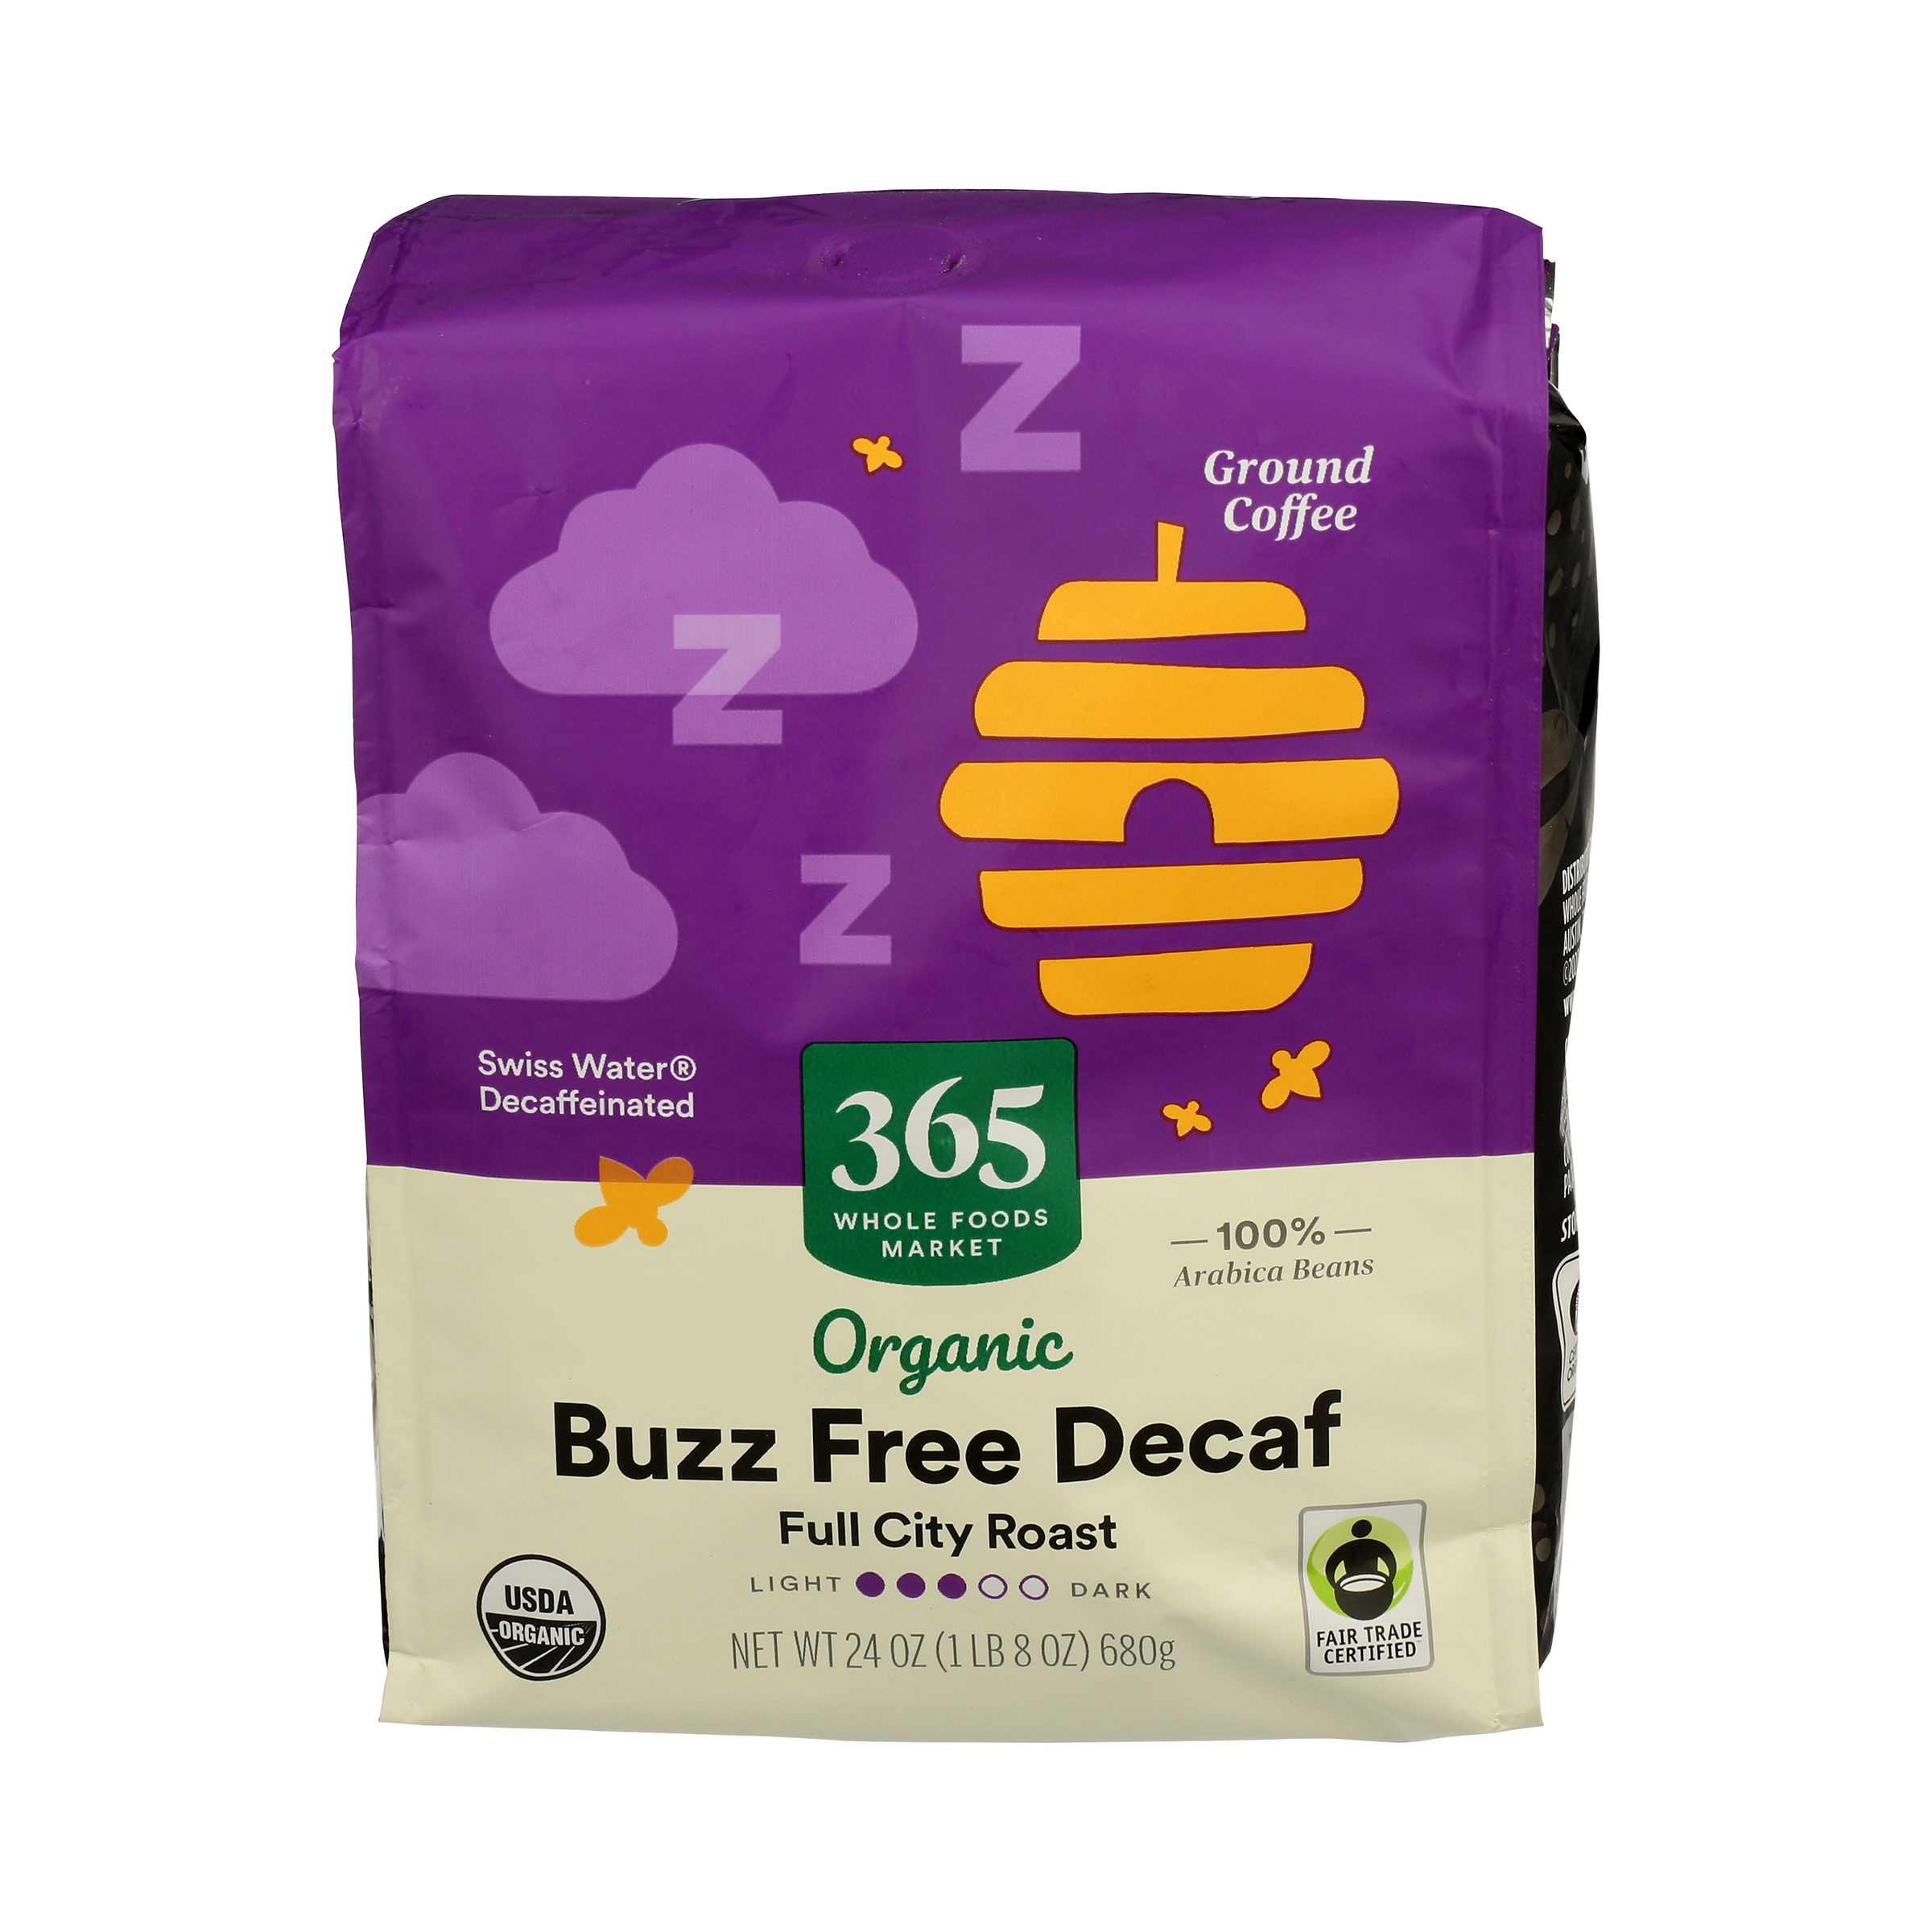 Z
Ground
Coffee
Z
Z
Swiss Water®
Decaffeinated
365
WHOLE FOODS
MARKET
100%
Arabica Beans
Organic
Buzz Free Decaf
Full City Roast
LIGHT DARK
USDA
ORGANIC
NET WT 24 OZ (1 LB 8 OZ) 680g
FAIR TRADE
CERTIFIED™